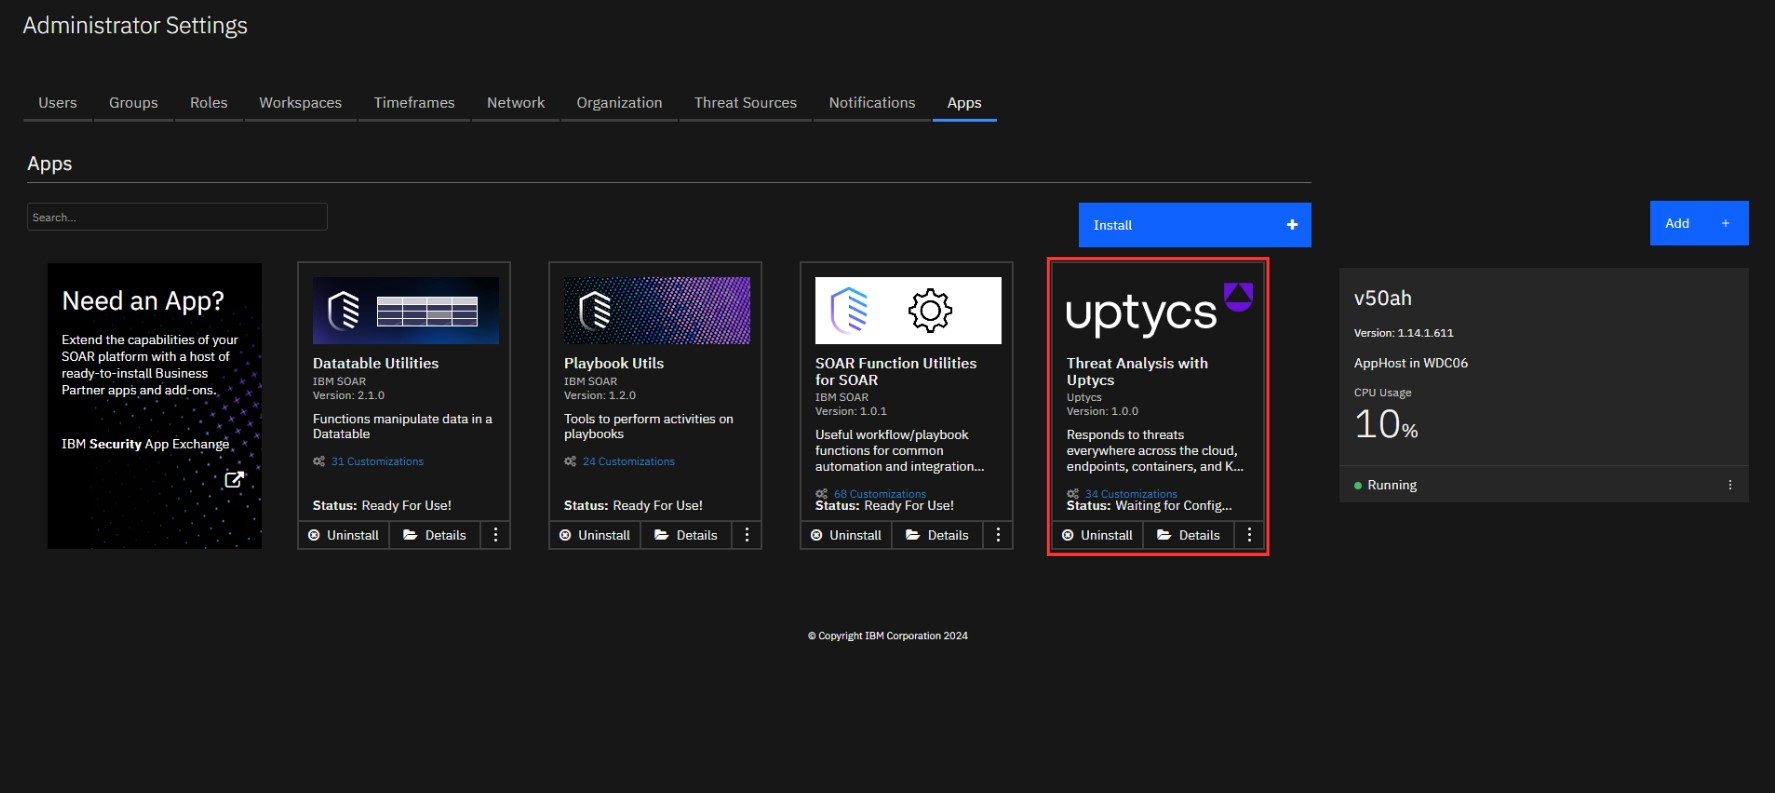 Administrator Settings
Users Groups Roles Workspaces Timeframes Network Organization Threat Sources Notifications Apps
Apps
Search...
Install +
Add +
Need an App?
Extend the capabilities of your
SOAR platform with a host of
ready-to-install Business
Partner apps and add-ons.
IBM Security App Exchange
Datatable Utilities
IBM SOAR
Version: 2.1.0
Functions manipulate data in a
Datatable
31 Customizations
Status: Ready For Use!
Uninstall Details
Playbook Utils
IBM SOAR
Version: 1.2.0
Tools to perform activities on
playbooks
24 Customizations
Status: Ready For Use!
Uninstall Details
SOAR Function Utilities
for SOAR
IBM SOAR
Version: 1.0.1
Useful workflow/playbook
functions for common
automation and integration...
68 Customizations
Status: Ready For Use!
Uninstall Details
uptycs
Threat Analysis with
Uptycs
Uptycs
Version: 1.0.0
Responds to threats
everywhere across the cloud,
endpoints, containers, and K...
34 Customizations
Status: Waiting for Config...
Uninstall Details
v50ah
Version: 1.14.1.611
AppHost in WDC06
CPU Usage
10%
Running
© Copyright IBM Corporation 2024